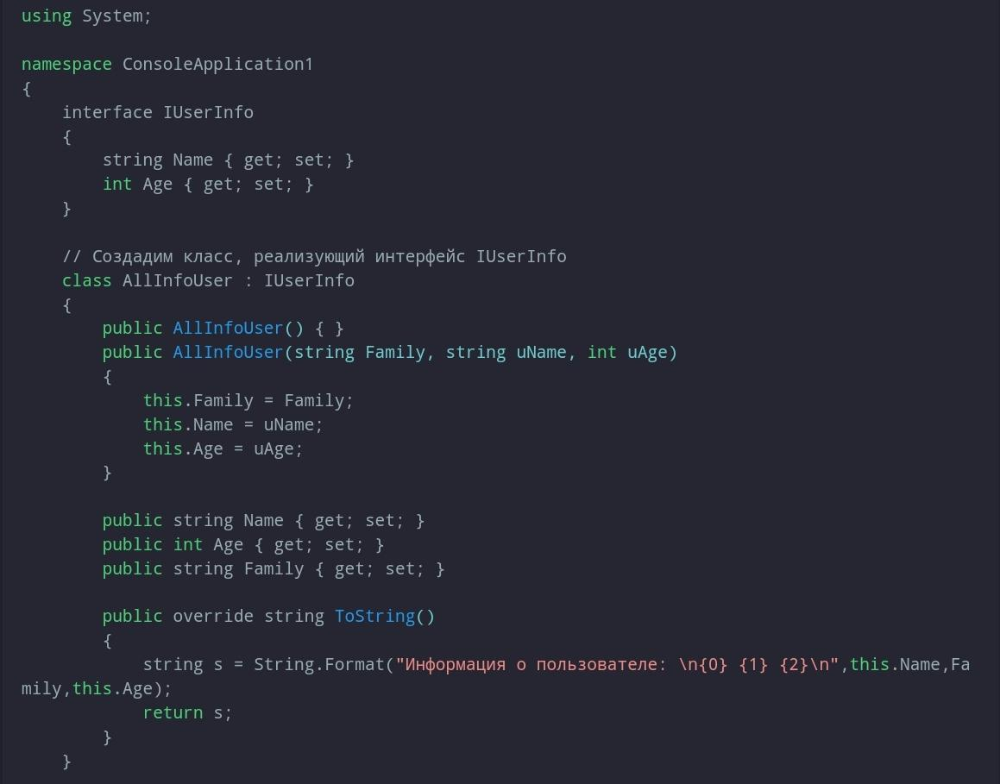 using System;
namespace ConsoleApplication1
{
    interface IUserInfo
    {
        string Name { get; set; }
        int Age { get; set; }
    }
    // Создадим класс, реализующий интерфейс IUserInfo
    class AllInfoUser : IUserInfo
    {
        public AllInfoUser() { }
        public AllInfoUser(string Family, string uName, int uAge)
        {
            this.Family = Family;
            this.Name = uName;
            this.Age = uAge;
        }
        public string Name { get; set; }
        public int Age { get; set; }
        public string Family { get; set; }
        public override string ToString()
        {
            string s = String.Format("Информация о пользователе: \n{0} {1} {2}\n",this.Name,Fa
mily,this.Age);
            return s;
        }
    }